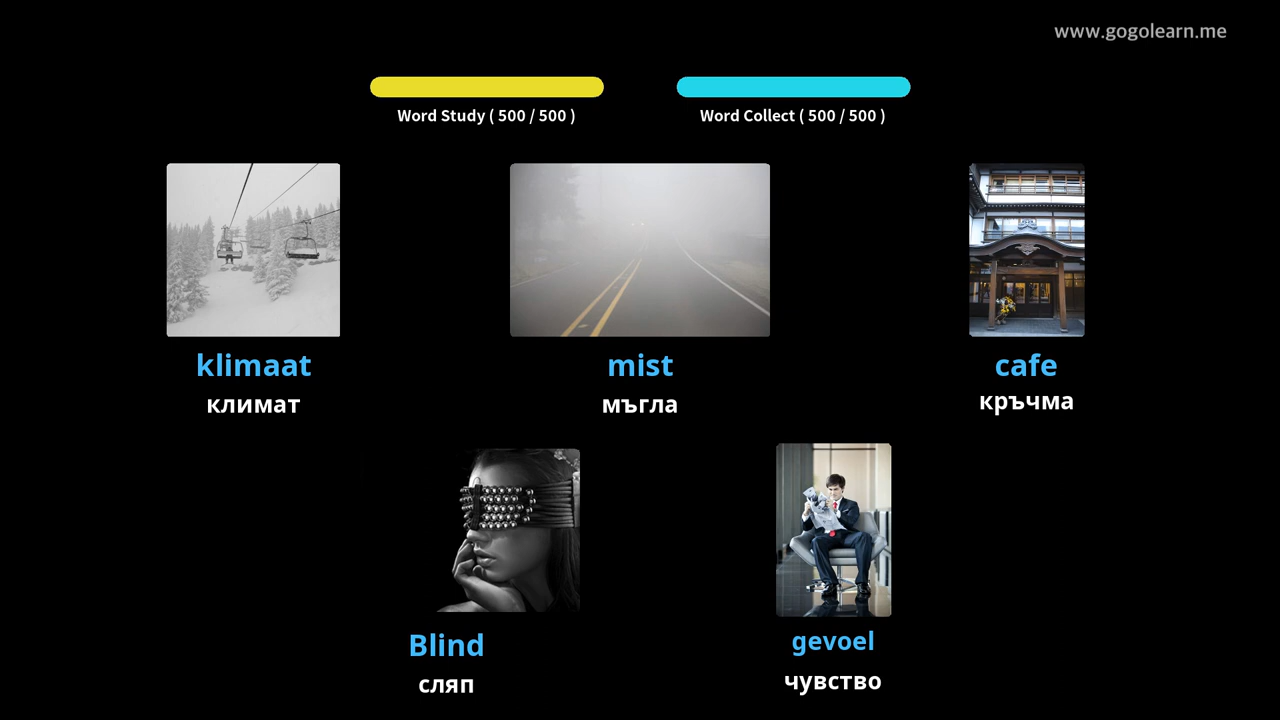 www.gogolearn.me
Word Study ( 500 / 500 )
Word Collect ( 500 / 500 )
klimaat
климат
mist
мъгла
cafe
кръчма
Blind
сляп
gevoel
чувство